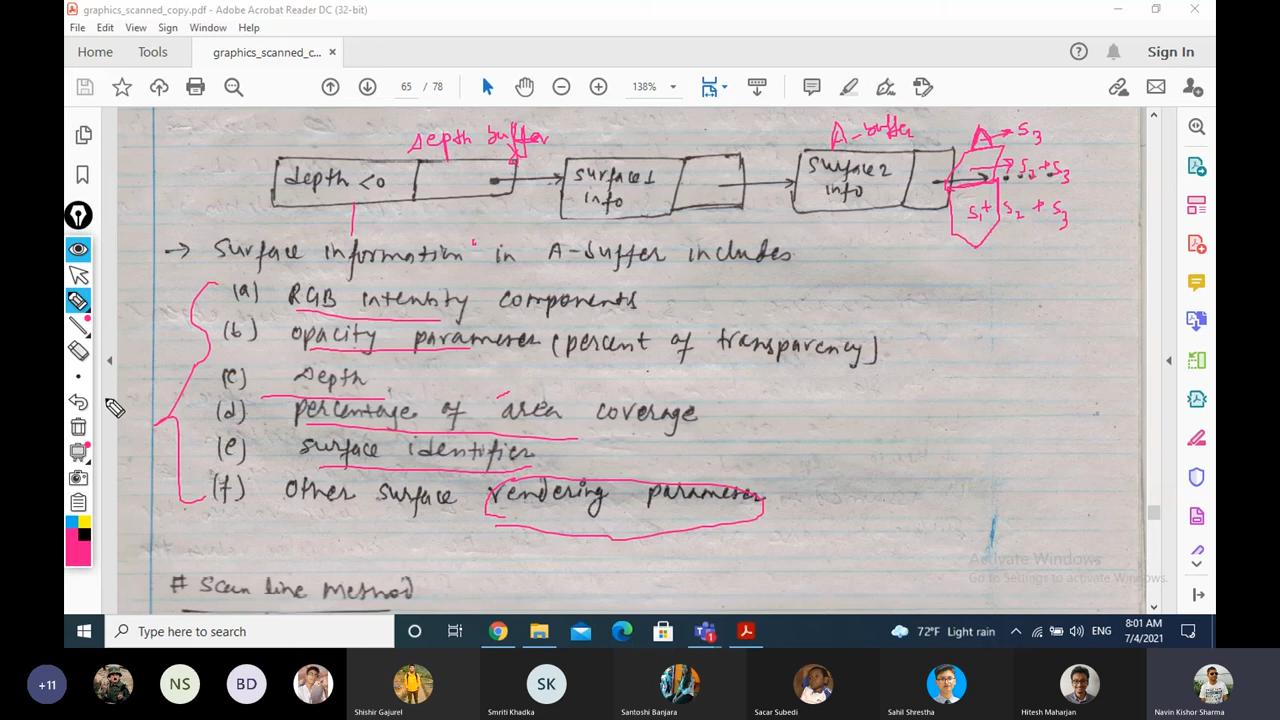 graphics_scanned_copy.pdf - Adobe Acrobat Reader DC (32-bit)
File Edit View Sign Window Help
Home Tools graphics_scanned_c... × Sign In
65 / 78 138%
Depth buffer A-buffer
depth <0 surface 1 info surface 2 info
S3
S2 + S3
S1 + S2 + S3
→ Surface information" in A-buffer includes
(a) RGB intensity components
(b) opacity parameter (percent of transparency)
(c) Depth
(d) percentage of area coverage
(e) surface identifier
(f) Other surface rendering parameter
# Scan line Method
Activate Windows
Go to Settings to activate Windows.
Type here to search
72°F Light rain ENG 8:01 AM
7/4/2021
+11 NS BD SK
Shishir Gajurel Smriti Khadka Santoshi Banjara Sacar Subedi Sahil Shrestha Hitesh Maharjan Navin Kishor Sharma